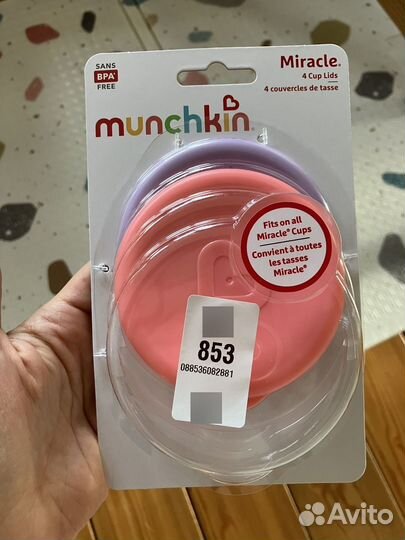 SANS
BPA*
FREE
Miracle®
4 Cup Lids
4 couvercles de tasse
munchkin
Fits on all
Miracle® Cups
Convient à toutes
les tasses
Miracle®
853
088536082881
Avito